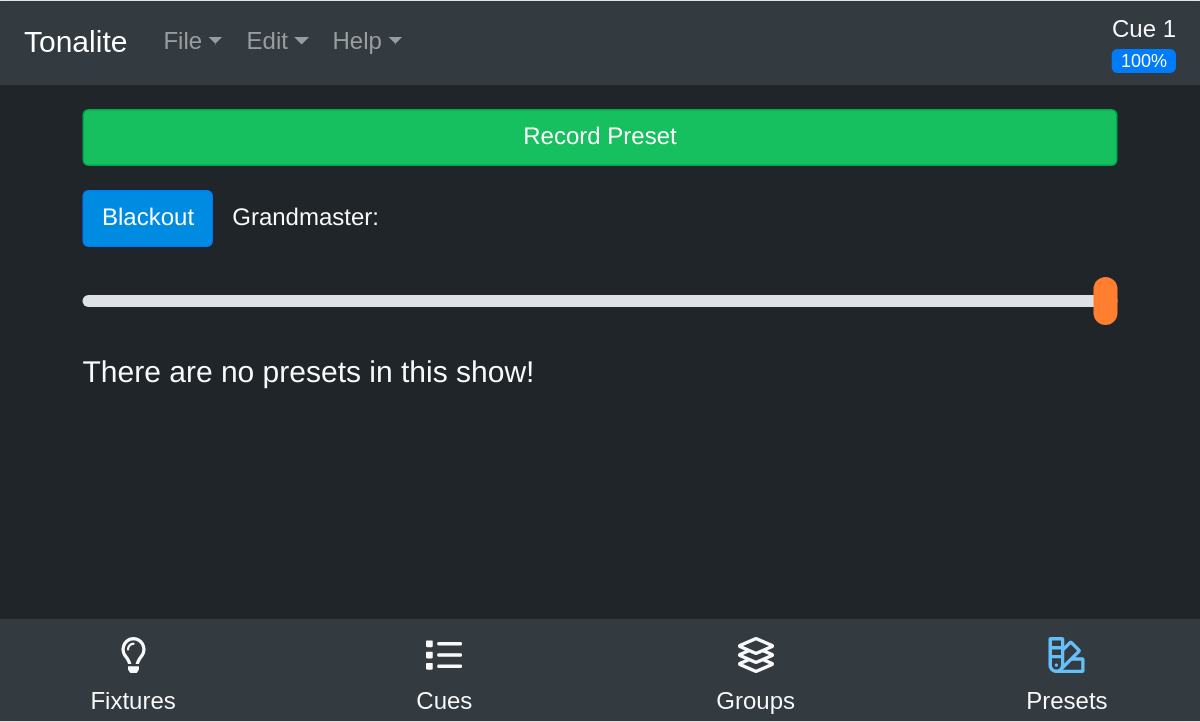 Tonalite File Edit Help Cue 1
100%
Record Preset
Blackout Grandmaster:
There are no presets in this show!
Fixtures Cues Groups Presets